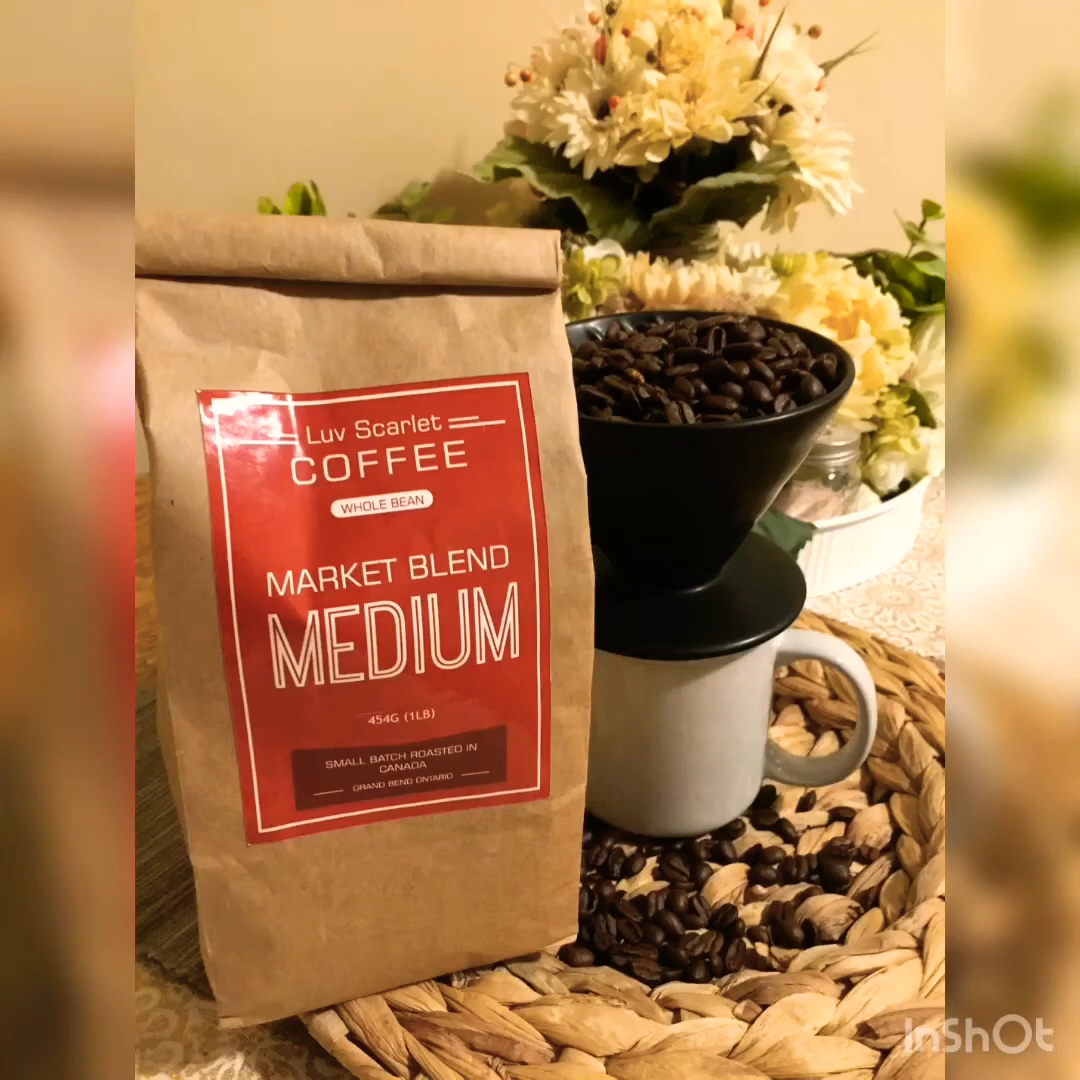 Luv Scarlet
COFFEE
WHOLE BEAN
MARKET BLEND
MEDIUM
454G (1LB)
SMALL BATCH ROASTED IN
CANADA
GRAND BEND ONTARIO
InShOt